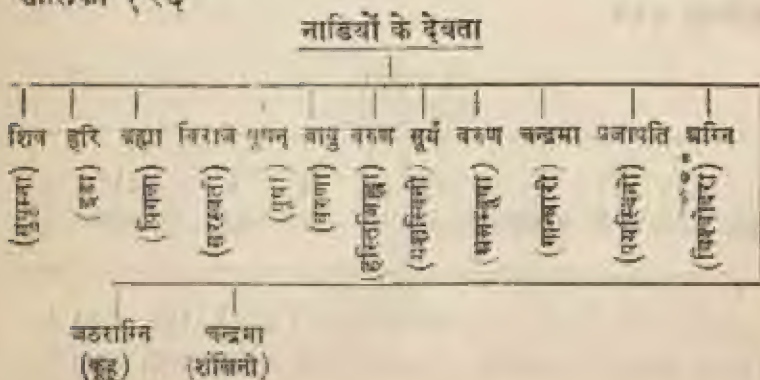 नाडियों के देवता
शिव हरि ब्रह्मा विराज पूषन् वायु वरुण सूर्य वरुण चन्द्रमा प्रजापति अग्नि
(सुषुम्ना) (इडा) (पिंगला) (सरस्वती) (पूषा) (वरुणा) (हस्तिजिह्वा) (यशस्विनी) (अलम्बुषा) (गान्धारी) (पयस्विनी) (विश्वोदरा)
जठराग्नि चन्द्रमा
(कुहू) (शंखिनी)